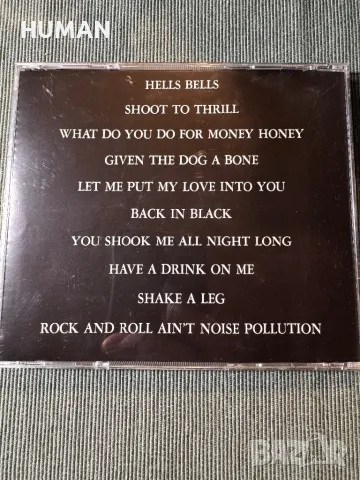 HUMAN
HELLS BELLS
SHOOT TO THRILL
WHAT DO YOU DO FOR MONEY HONEY
GIVEN THE DOG A BONE
LET ME PUT MY LOVE INTO YOU
BACK IN BLACK
YOU SHOOK ME ALL NIGHT LONG
HAVE A DRINK ON ME
SHAKE A LEG
ROCK AND ROLL AIN'T NOISE POLLUTION
BAZAR